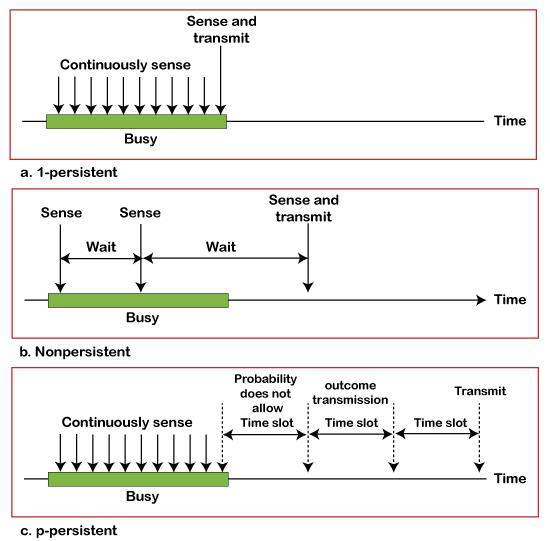 Sense and
transmit
Continuously sense
Time
Busy
a. 1-persistent
Sense
Sense
Sense and
transmit
Wait
Wait
Time
Busy
b. Nonpersistent
Probability
does not
allow
outcome
transmission
Transmit
Continuously sense
Time slot
Time slot
Time slot
Time
Busy
c. p-persistent